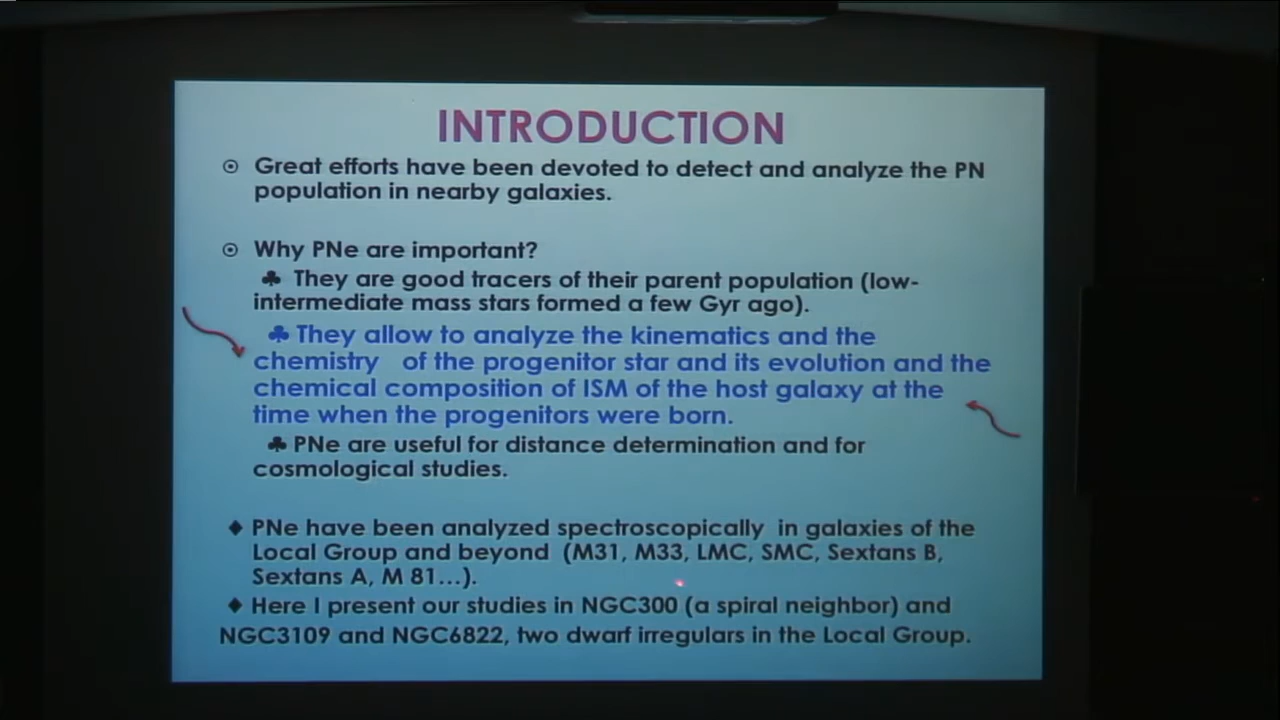 INTRODUCTION
Great efforts have been devoted to detect and analyze the PN
population in nearby galaxies.
Why PNe are important?
They are good tracers of their parent population (low-
intermediate mass stars formed a few Gyr ago).
They allow to analyze the kinematics and the
chemistry of the progenitor star and its evolution and the
chemical composition of ISM of the host galaxy at the
time when the progenitors were born.
PNe are useful for distance determination and for
cosmological studies.
PNe have been analyzed spectroscopically in galaxies of the
Local Group and beyond (M31, M33, LMC, SMC, Sextans B,
Sextans A, M 81...).
Here I present our studies in NGC300 (a spiral neighbor) and
NGC3109 and NGC6822, two dwarf irregulars in the Local Group.